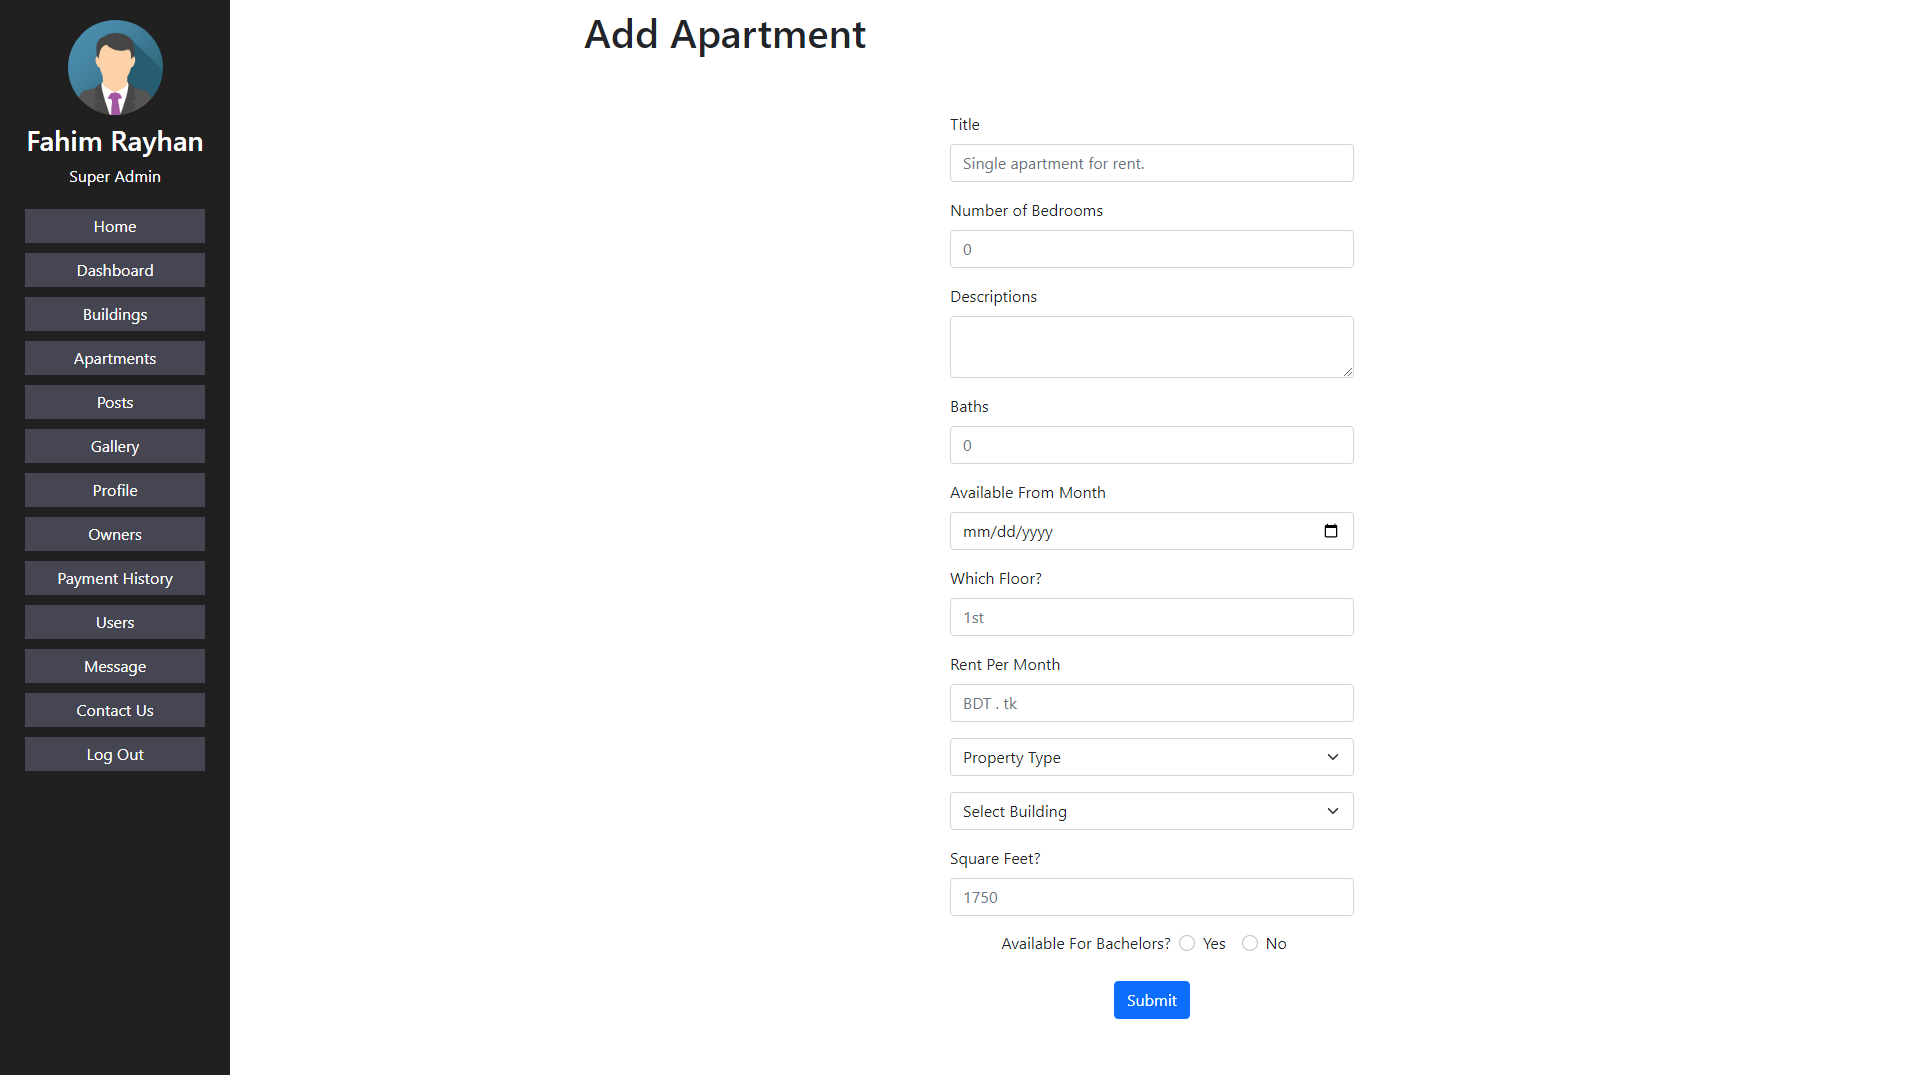 Fahim Rayhan
Super Admin
Home
Dashboard
Buildings
Apartments
Posts
Gallery
Profile
Owners
Payment History
Users
Message
Contact Us
Log Out
Add Apartment
Title
Single apartment for rent.
Number of Bedrooms
0
Descriptions
Baths
0
Available From Month
mm/dd/yyyy
Which Floor?
1st
Rent Per Month
BDT . tk
Property Type
Select Building
Square Feet?
1750
Available For Bachelors? Yes No
Submit